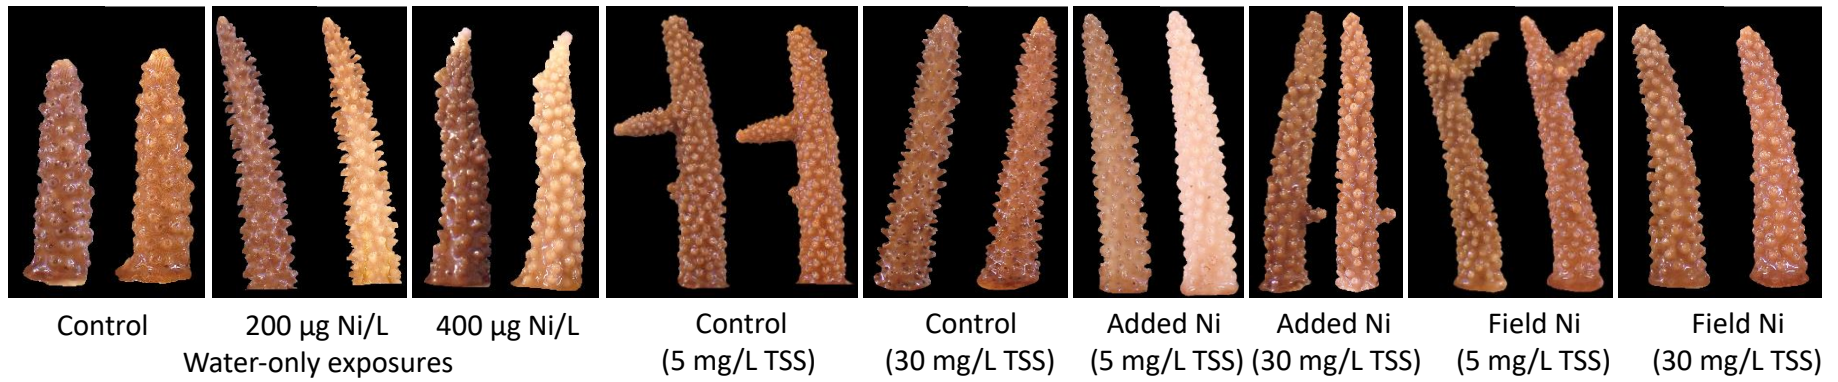 Control
200 µg Ni/L
400 µg Ni/L
Water-only exposures
Control
(5 mg/L TSS)
Control
(30 mg/L TSS)
Added Ni
(5 mg/L TSS)
Added Ni
(30 mg/L TSS)
Field Ni
(5 mg/L TSS)
Field Ni
(30 mg/L TSS)